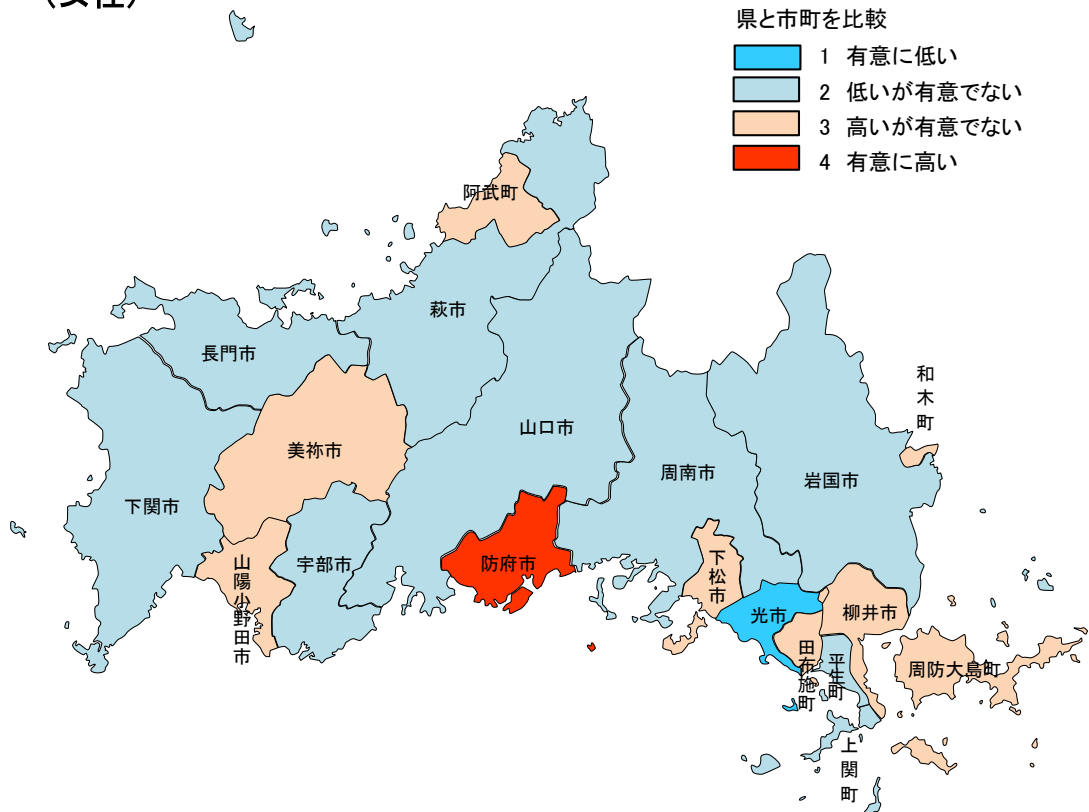 （女性）
県と市町を比較
1 有意に低い
2 低いが有意でない
3 高いが有意でない
4 有意に高い
阿武町
萩市
長門市
和木町
山口市
美祢市
周南市
岩国市
下関市
宇部市
防府市
下松市
山陽小野田市
光市
柳井市
田布施町
平生町
周防大島町
上関町